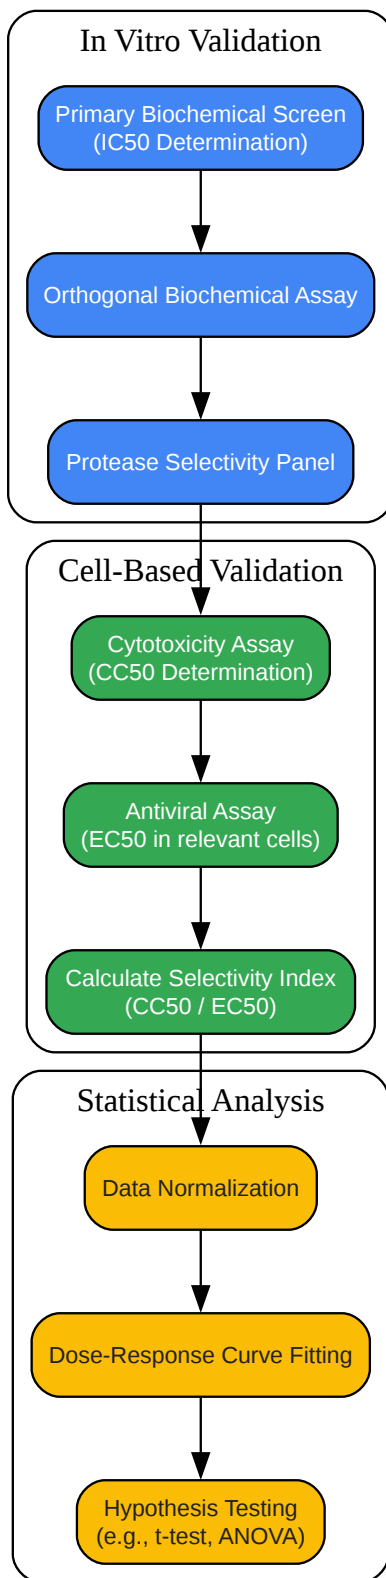 In Vitro Validation
Primary Biochemical Screen
(IC50 Determination)
Orthogonal Biochemical Assay
Protease Selectivity Panel
Cell-Based Validation
Cytotoxicity Assay
(CC50 Determination)
Antiviral Assay
(EC50 in relevant cells)
Calculate Selectivity Index
(CC50 / EC50)
Statistical Analysis
Data Normalization
Dose-Response Curve Fitting
Hypothesis Testing
(e.g., t-test, ANOVA)